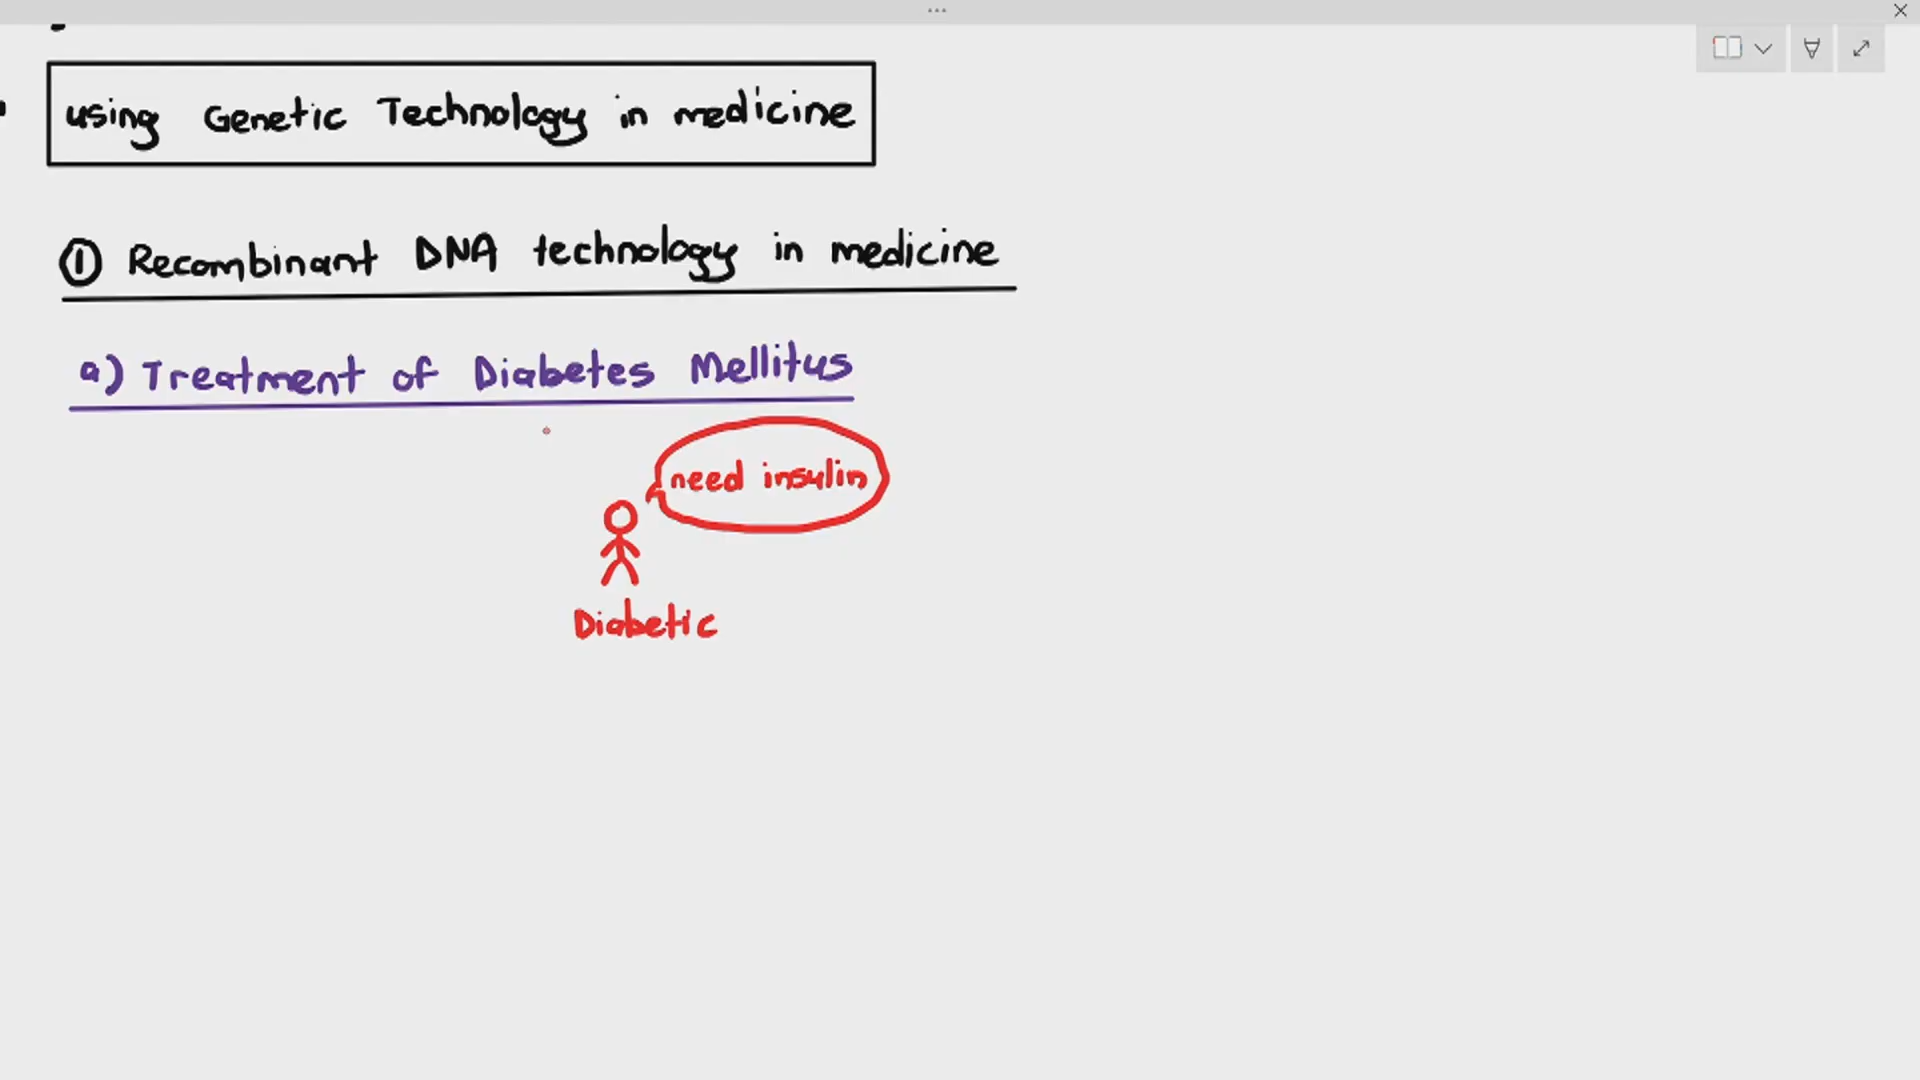 using Genetic Technology in medicine
① Recombinant DNA technology in medicine
a) Treatment of Diabetes Mellitus
need insulin
Diabetic